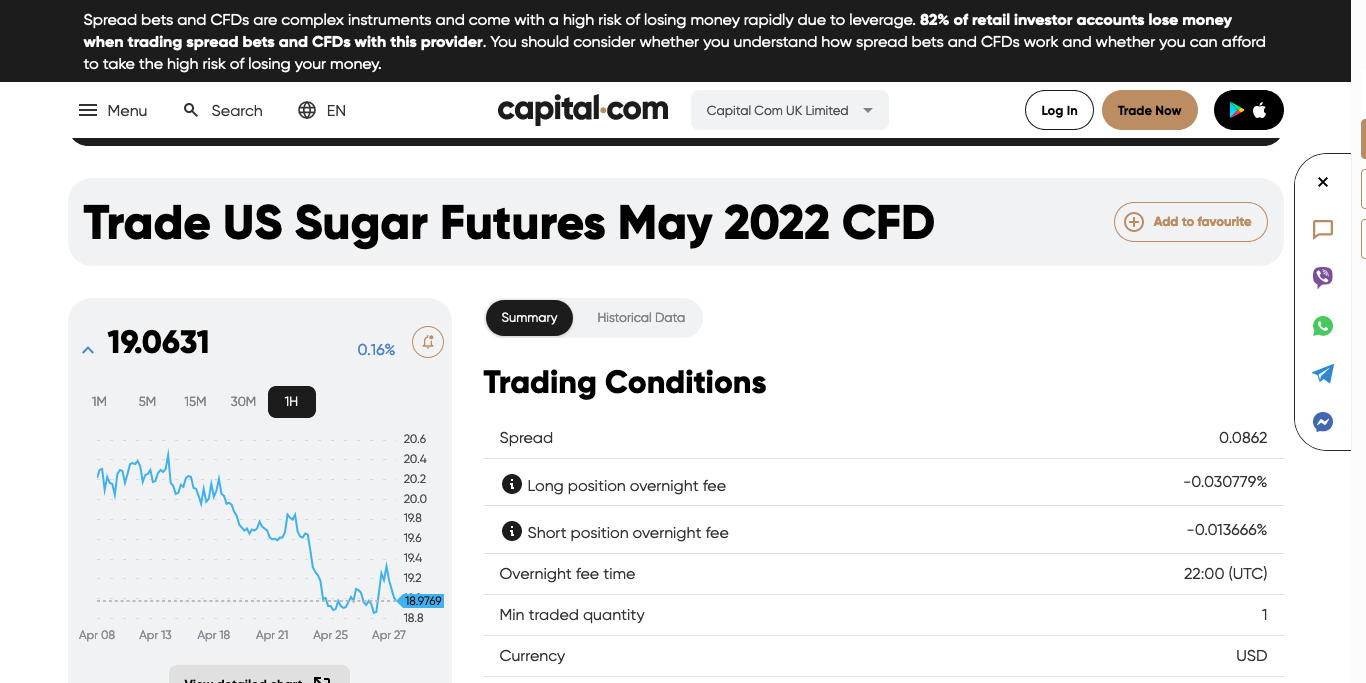 Spread bets and CFDs are complex instruments and come with a high risk of losing money rapidly due to leverage. 82% of retail investor accounts lose money
when trading spread bets and CFDs with this provider. You should consider whether you understand how spread bets and CFDs work and whether you can afford
to take the high risk of losing your money.
Menu
Search
EN
capital.com
Capital Com UK Limited
Log In
Trade Now
Trade US Sugar Futures May 2022 CFD
Add to favourite
19.0631
0.16%
1M 5M 15M 30M 1H
20.6
20.4
20.2
20.0
19.8
19.6
19.4
19.2
18.9769
18.8
Apr 08 Apr 13 Apr 18 Apr 21 Apr 25 Apr 27
View detailed chart
Summary
Historical Data
Trading Conditions
Spread 0.0862
Long position overnight fee -0.030779%
Short position overnight fee -0.013666%
Overnight fee time 22:00 (UTC)
Min traded quantity 1
Currency USD